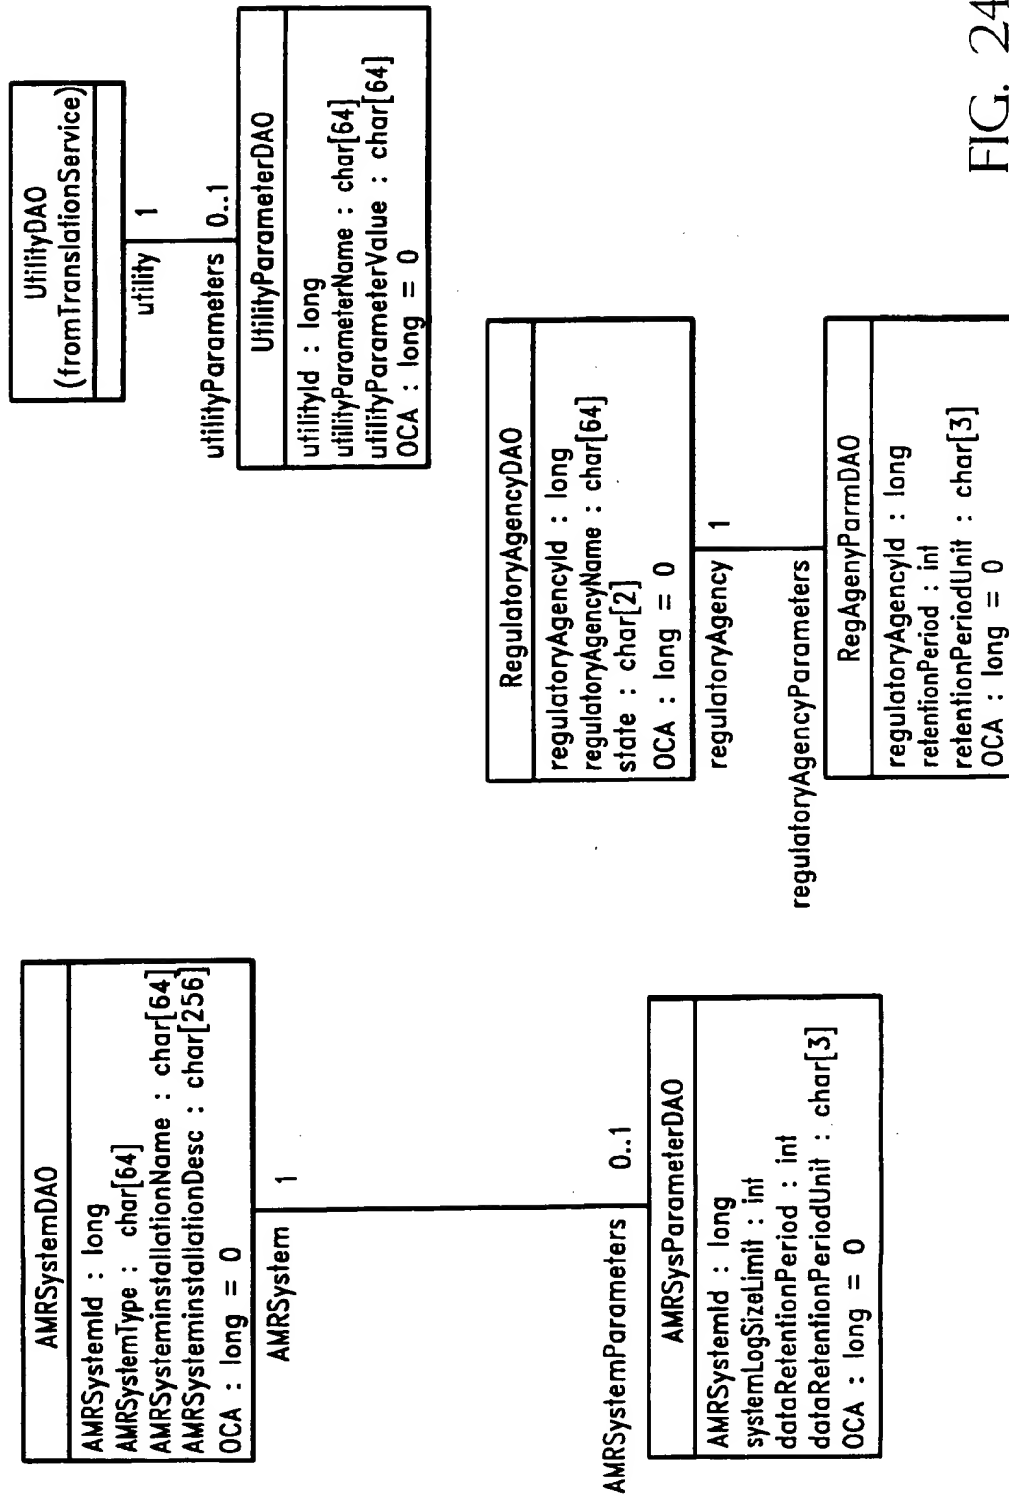 AMRSystemDAO
AMRSystemId : long
AMRSystemType : char[64]
AMRSysteminstallationName : char[64]
AMRSysteminstallationDesc : char[256]
OCA : long = 0
AMRSystem
1
AMRSystemParameters
0..1
AMRSysParameterDAO
AMRSystemId : long
systemLogSizeLimit : int
dataRetentionPeriod : int
dataRetentionPeriodUnit : char[3]
OCA : long = 0
UtilityDAO
(fromTranslationService)
utility
1
utilityParameters
0..1
UtilityParameterDAO
utilityId : long
utilityParameterName : char[64]
utilityParameterValue : char[64]
OCA : long = 0
RegulatoryAgencyDAO
regulatoryAgencyId : long
regulatoryAgencyName : char[64]
state : char[2]
OCA : long = 0
regulatoryAgency
1
regulatoryAgencyParameters
RegAgenyParmDAO
regulatoryAgencyId : long
retentionPeriod : int
retentionPeriodUnit : char[3]
OCA : long = 0
FIG. 24